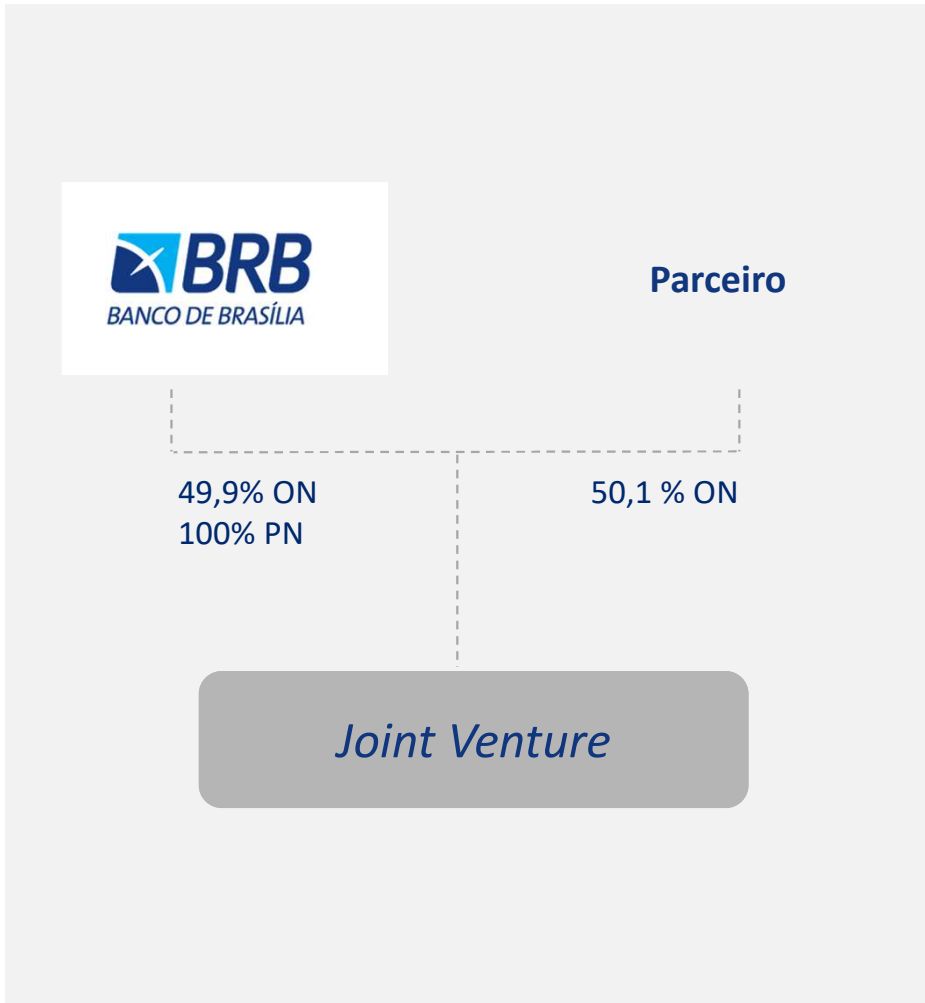 BRB
BANCO DE BRASÍLIA
Parceiro
49,9% ON
100% PN
50,1 % ON
Joint Venture